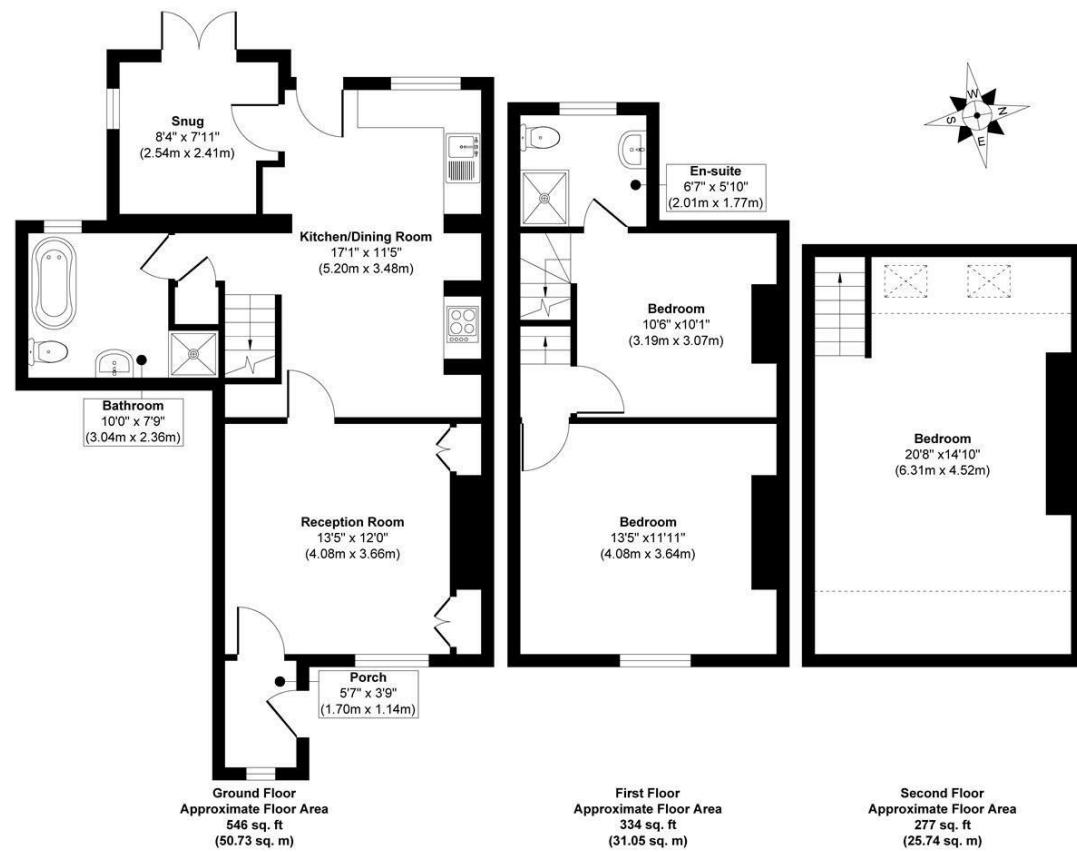 Snug
8'4" x 7'11"
(2.54m x 2.41m)
Kitchen/Dining Room
17'1" x 11'5"
(5.20m x 3.48m)
Bathroom
10'0" x 7'9"
(3.04m x 2.36m)
Reception Room
13'5" x 12'0"
(4.08m x 3.66m)
Porch
5'7" x 3'9"
(1.70m x 1.14m)
Ground Floor
Approximate Floor Area
546 sq. ft
(50.73 sq. m)
En-suite
6'7" x 5'10"
(2.01m x 1.77m)
Bedroom
10'6" x10'1"
(3.19m x 3.07m)
Bedroom
13'5" x11'11"
(4.08m x 3.64m)
First Floor
Approximate Floor Area
334 sq. ft
(31.05 sq. m)
W
N
S
E
Bedroom
20'8" x14'10"
(6.31m x 4.52m)
Second Floor
Approximate Floor Area
277 sq. ft
(25.74 sq. m)